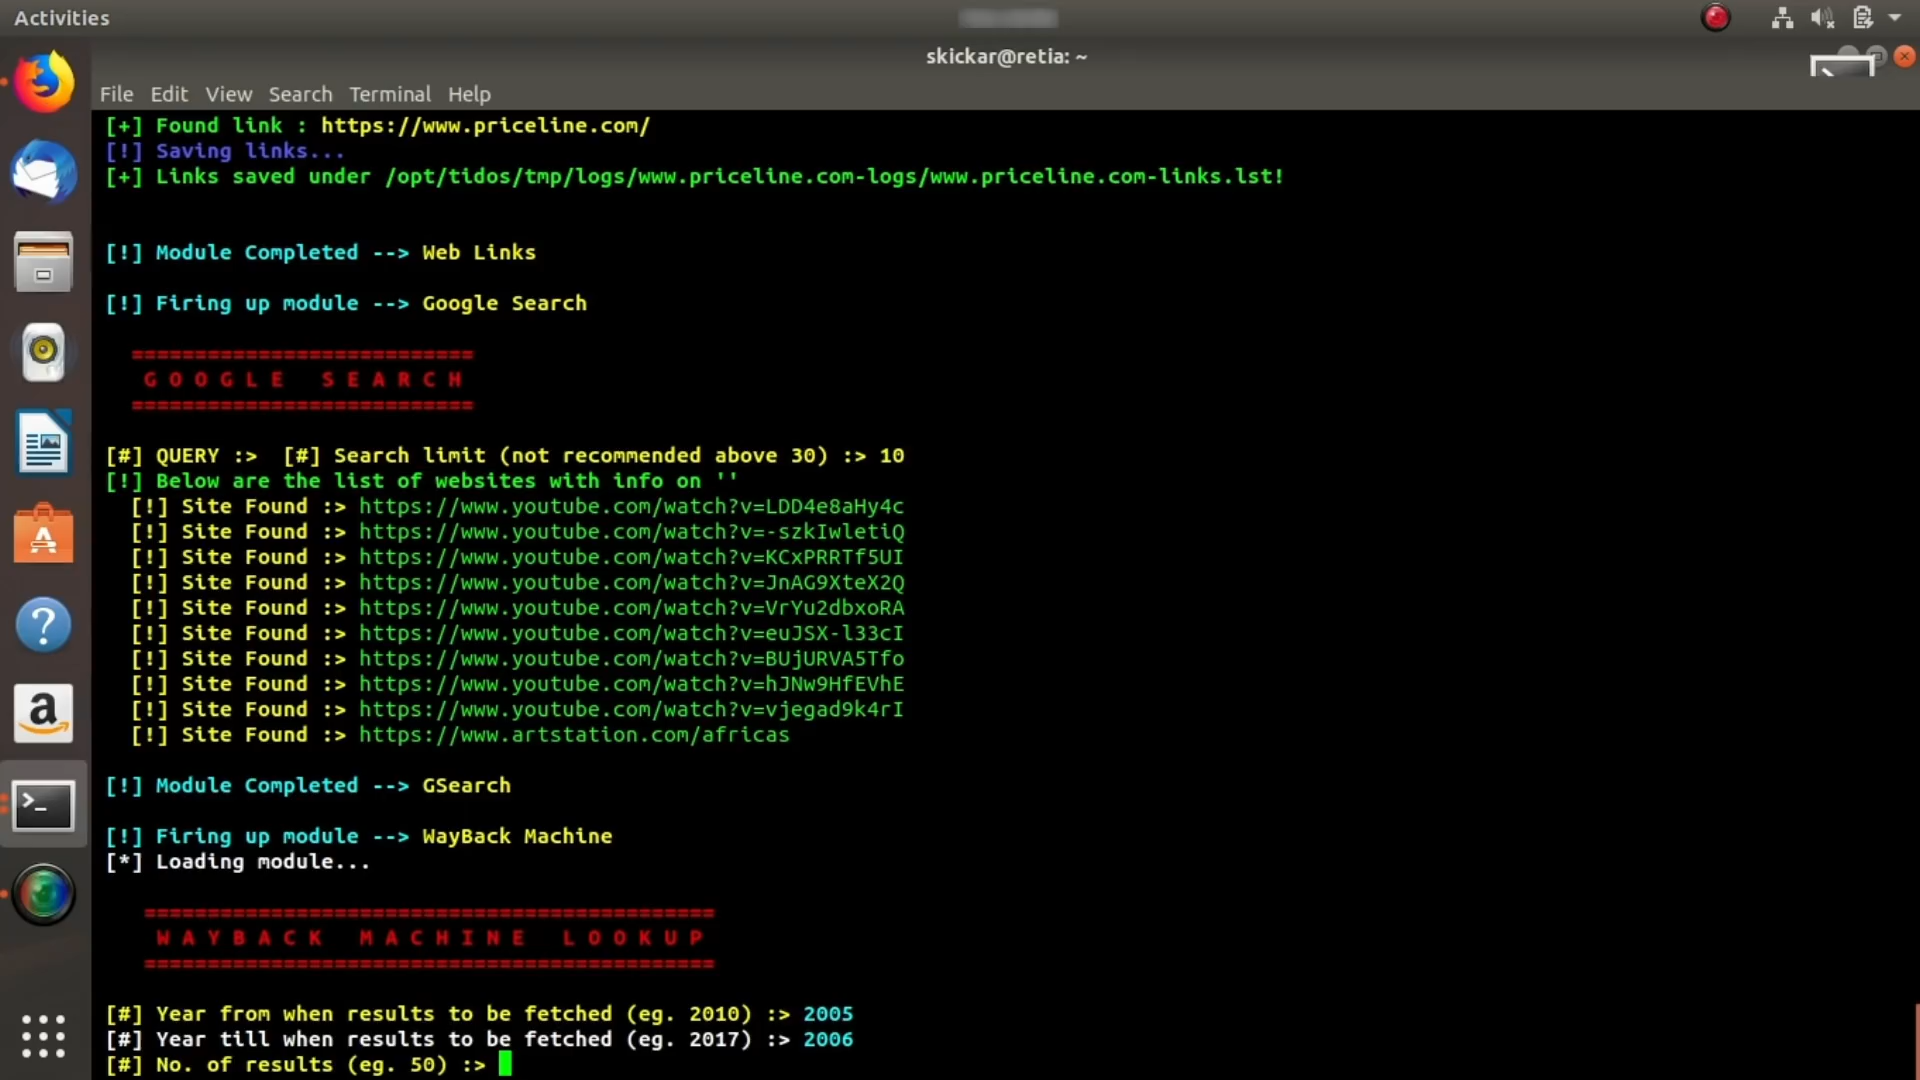 Activities
skickar@retia: ~
File Edit View Search Terminal Help
[+] Found link : https://www.priceline.com/
[!] Saving links...
[+] Links saved under /opt/tidos/tmp/logs/www.priceline.com-logs/www.priceline.com-links.lst!
[!] Module Completed --> Web Links
[!] Firing up module --> Google Search
===========================
G O O G L E   S E A R C H
===========================
[#] QUERY :>  [#] Search limit (not recommended above 30) :> 10
[!] Below are the list of websites with info on ''
[!] Site Found :> https://www.youtube.com/watch?v=LDD4e8aHy4c
[!] Site Found :> https://www.youtube.com/watch?v=-szkIwletiQ
[!] Site Found :> https://www.youtube.com/watch?v=KCxPRRTf5UI
[!] Site Found :> https://www.youtube.com/watch?v=JnAG9XteX2Q
[!] Site Found :> https://www.youtube.com/watch?v=VrYu2dbxoRA
[!] Site Found :> https://www.youtube.com/watch?v=euJSX-l33cI
[!] Site Found :> https://www.youtube.com/watch?v=BUjURVA5Tfo
[!] Site Found :> https://www.youtube.com/watch?v=hJNw9HfEVhE
[!] Site Found :> https://www.youtube.com/watch?v=vjegad9k4rI
[!] Site Found :> https://www.artstation.com/africas
[!] Module Completed --> GSearch
[!] Firing up module --> WayBack Machine
[*] Loading module...
=============================================
W A Y B A C K   M A C H I N E   L O O K U P
=============================================
[#] Year from when results to be fetched (eg. 2010) :> 2005
[#] Year till when results to be fetched (eg. 2017) :> 2006
[#] No. of results (eg. 50) :>